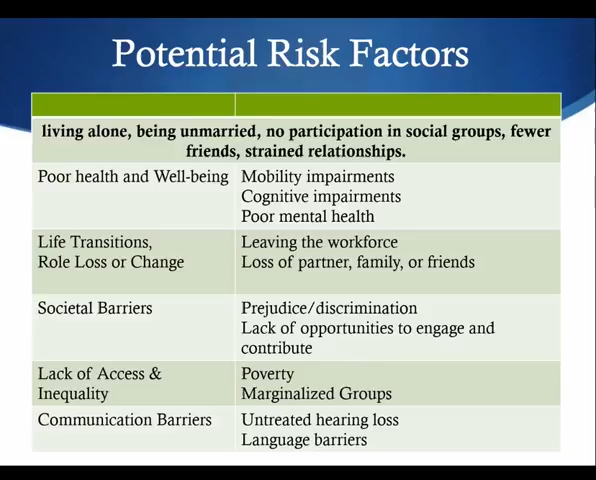 Potential Risk Factors
living alone, being unmarried, no participation in social groups, fewer
friends, strained relationships.
Poor health and Well-being
Mobility impairments
Cognitive impairments
Poor mental health
Life Transitions,
Role Loss or Change
Leaving the workforce
Loss of partner, family, or friends
Societal Barriers
Prejudice/discrimination
Lack of opportunities to engage and
contribute
Lack of Access &
Inequality
Poverty
Marginalized Groups
Communication Barriers
Untreated hearing loss
Language barriers